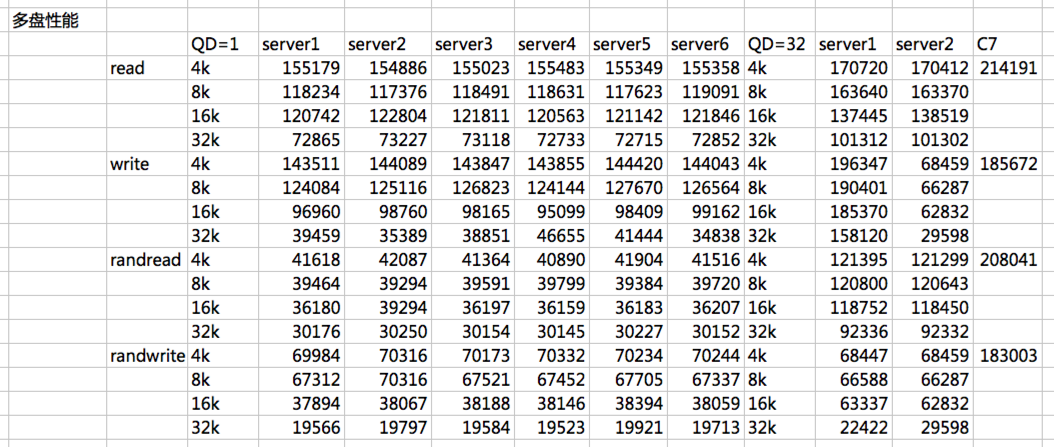 多盘性能
QD=1 server1 server2 server3 server4 server5 server6 QD=32 server1 server2 C7
read 4k 155179 154886 155023 155483 155349 155358 4k 170720 170412 214191
8k 118234 117376 118491 118631 117623 119091 8k 163640 163370
16k 120742 122804 121811 120563 121142 121846 16k 137445 138519
32k 72865 73227 73118 72733 72715 72852 32k 101312 101302
write 4k 143511 144089 143847 143855 144420 144043 4k 196347 68459 185672
8k 124084 125116 126823 124144 127670 126564 8k 190401 66287
16k 96960 98760 98165 95099 98409 99162 16k 185370 62832
32k 39459 35389 38851 46655 41444 34838 32k 158120 29598
randread 4k 41618 42087 41364 40890 41904 41516 4k 121395 121299 208041
8k 39464 39294 39591 39799 39384 39720 8k 120800 120643
16k 36180 39294 36197 36159 36183 36207 16k 118752 118450
32k 30176 30250 30154 30145 30227 30152 32k 92336 92332
randwrite 4k 69984 70316 70173 70332 70234 70244 4k 68447 68459 183003
8k 67312 70316 67521 67452 67705 67337 8k 66588 66287
16k 37894 38067 38188 38146 38394 38059 16k 63337 62832
32k 19566 19797 19584 19523 19921 19713 32k 22422 29598